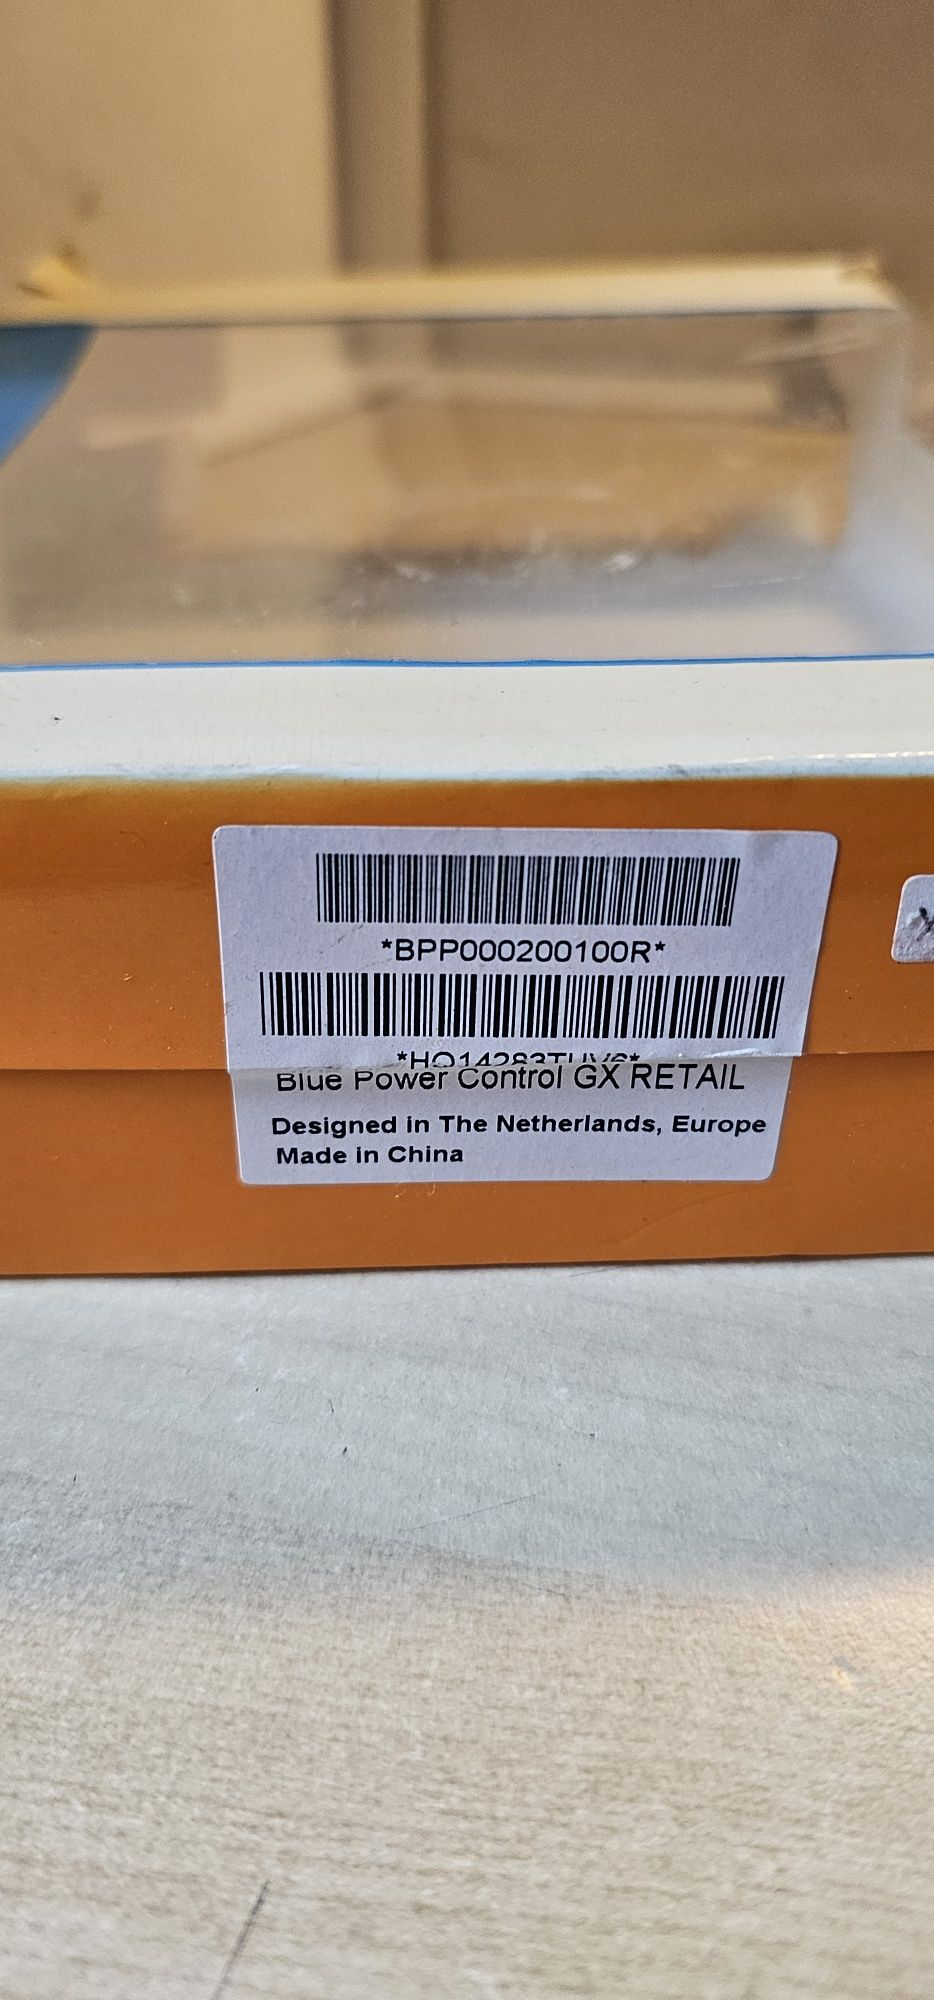 *BPP000200100R*
Blue Power Control GX RETAIL
Designed in The Netherlands, Europe
Made in China